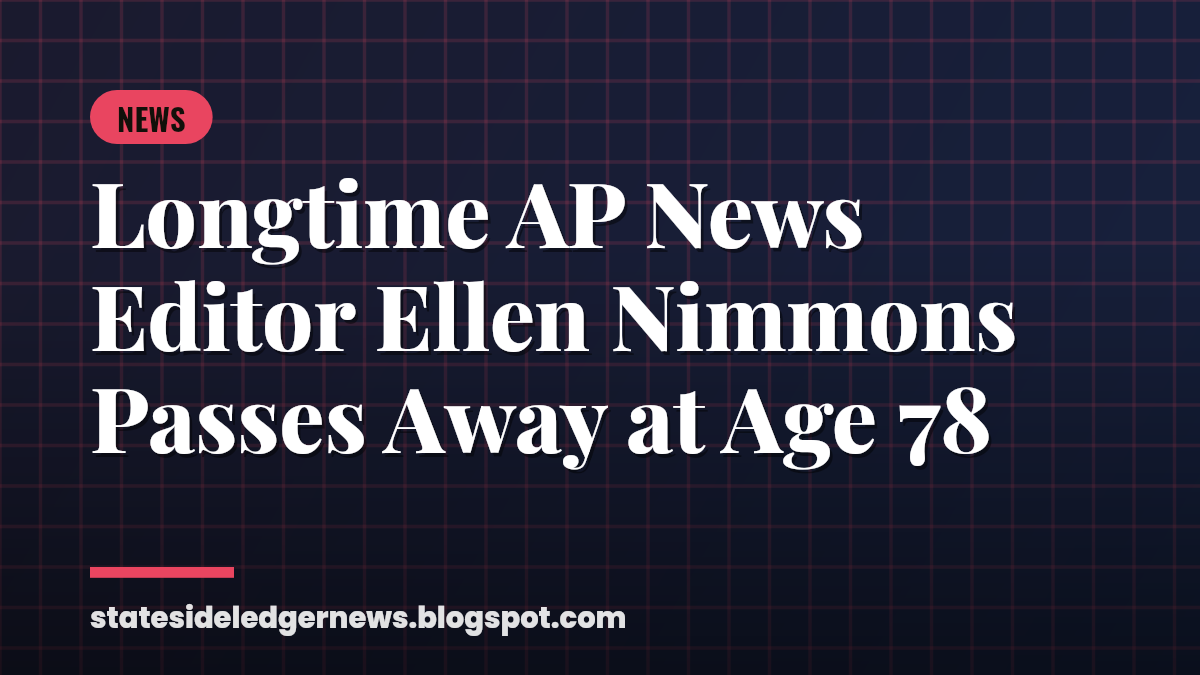 NEWS
Longtime AP News
Editor Ellen Nimmons
Passes Away at Age 78
statesideledgernews.blogspot.com